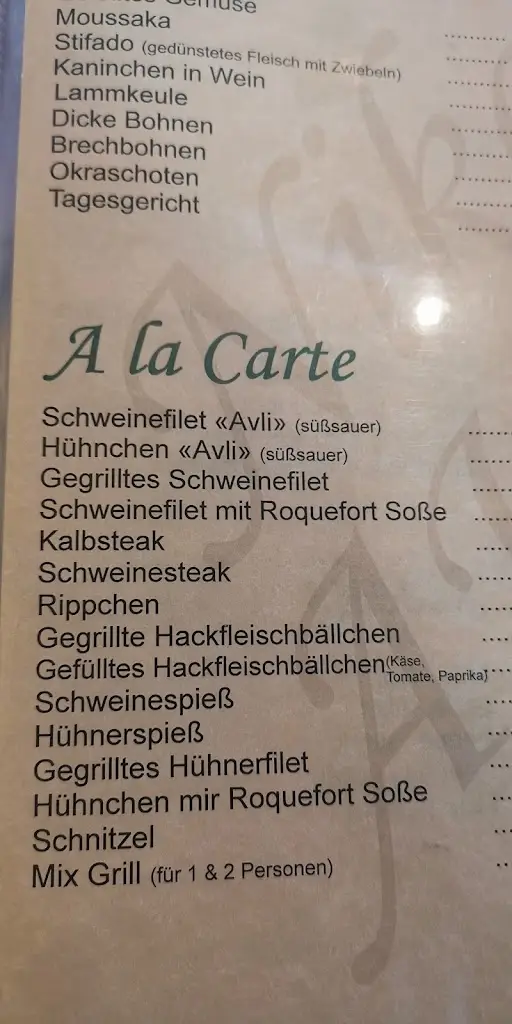 Moussaka
Stifado (gedünstetes Fleisch mit Zwiebeln)
Kaninchen in Wein
Lammkeule
Dicke Bohnen
Brechbohnen
Okraschoten
Tagesgericht
A la Carte
Schweinefilet «Avli» (süßsauer)
Hühnchen «Avli» (süßsauer)
Gegrilltes Schweinefilet
Schweinefilet mit Roquefort Soße
Kalbsteak
Schweinesteak
Rippchen
Gegrillte Hackfleischbällchen
Gefülltes Hackfleischbällchen (Käse, Tomate, Paprika)
Schweinespieß
Hühnerspieß
Gegrilltes Hühnerfilet
Hühnchen mir Roquefort Soße
Schnitzel
Mix Grill (für 1 & 2 Personen)